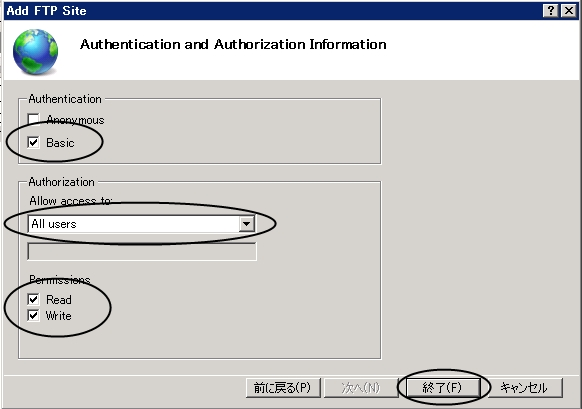 Add FTP Site
Authentication and Authorization Information
Authentication
Anonymous
Basic
Authorization
Allow access to:
All users
Permissions
Read
Write
前に戻る(P) 次へ(N) 終了(F) キャンセル